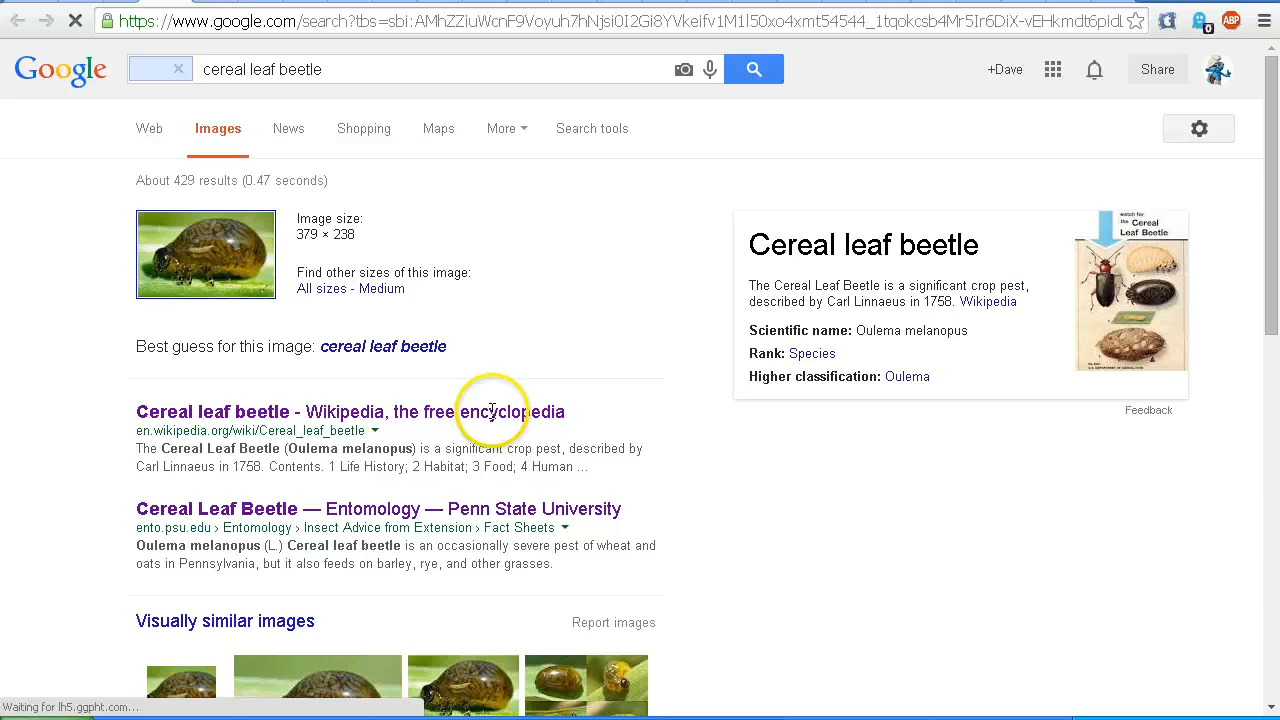 https://www.google.com/search?tbs=sbi:AMhZZiuW
0
ABP
Google
cereal leaf beetle
+Dave
Share
Web Images News Shopping Maps More Search tools
About 429 results (0.47 seconds)
Image size:
379 × 238
Find other sizes of this image:
All sizes - Medium
Best guess for this image: cereal leaf beetle
Cereal leaf beetle - Wikipedia, the free encyclopedia
en.wikipedia.org/wiki/Cereal_leaf_beetle
The Cereal Leaf Beetle (Oulema melanopus) is a significant crop pest, described by
Carl Linnaeus in 1758. Contents. 1 Life History; 2 Habitat; 3 Food; 4 Human ...
Cereal Leaf Beetle — Entomology — Penn State University
ento.psu.edu › Entomology › Insect Advice from Extension › Fact Sheets
Oulema melanopus (L.) Cereal leaf beetle is an occasionally severe pest of wheat and
oats in Pennsylvania, but it also feeds on barley, rye, and other grasses.
Visually similar images
Report images
Cereal leaf beetle
The Cereal Leaf Beetle is a significant crop pest,
described by Carl Linnaeus in 1758. Wikipedia
Scientific name: Oulema melanopus
Rank: Species
Higher classification: Oulema
watch for
the Cereal
Leaf Beetle
Feedback
Waiting for lh5.ggpht.com...